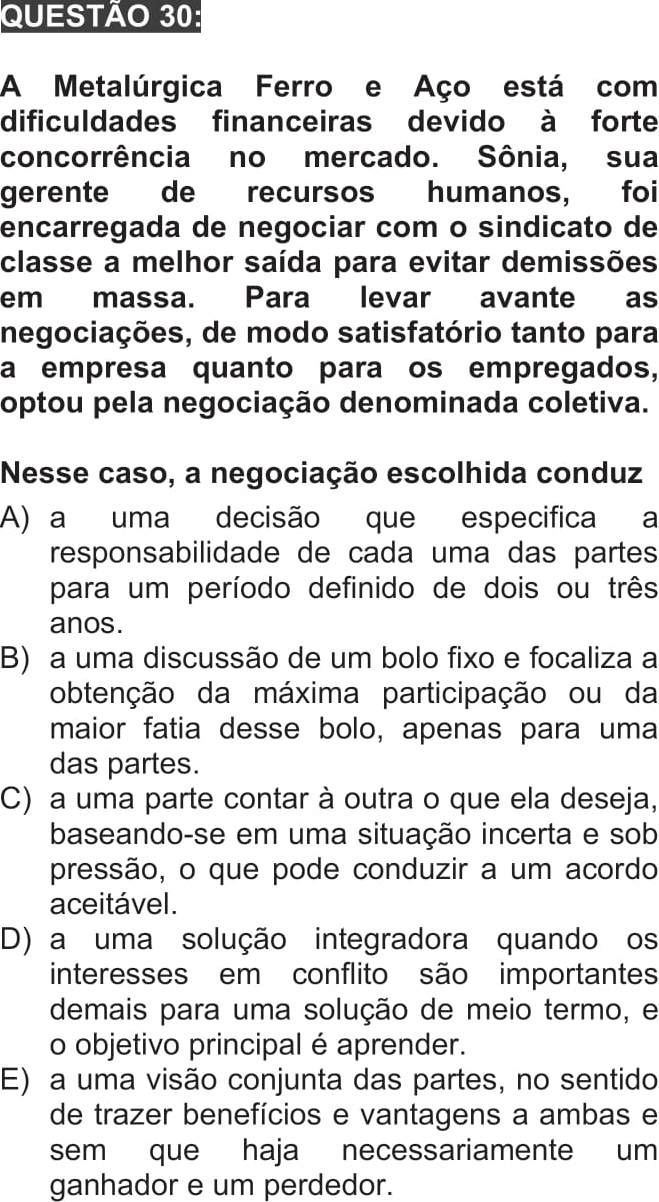 QUESTÃO 30:
A Metalúrgica Ferro e Aço está com
dificuldades financeiras devido à forte
concorrência no mercado. Sônia, sua
gerente de recursos humanos, foi
encarregada de negociar com o sindicato de
classe a melhor saída para evitar demissões
em massa. Para levar avante as
negociações, de modo satisfatório tanto para
a empresa quanto para os empregados,
optou pela negociação denominada coletiva.
Nesse caso, a negociação escolhida conduz
A) a uma decisão que especifica a
responsabilidade de cada uma das partes
para um período definido de dois ou três
anos.
B) a uma discussão de um bolo fixo e focaliza a
obtenção da máxima participação ou da
maior fatia desse bolo, apenas para uma
das partes.
C) a uma parte contar à outra o que ela deseja,
baseando-se em uma situação incerta e sob
pressão, o que pode conduzir a um acordo
aceitável.
D) a uma solução integradora quando os
interesses em conflito são importantes
demais para uma solução de meio termo, e
o objetivo principal é aprender.
E) a uma visão conjunta das partes, no sentido
de trazer benefícios e vantagens a ambas e
sem que haja necessariamente um
ganhador e um perdedor.